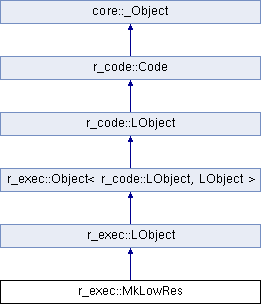 core::_Object
r_code::Code
r_code::LObject
r_exec::Object< r_code::LObject, LObject >
r_exec::LObject
r_exec::MkLowRes